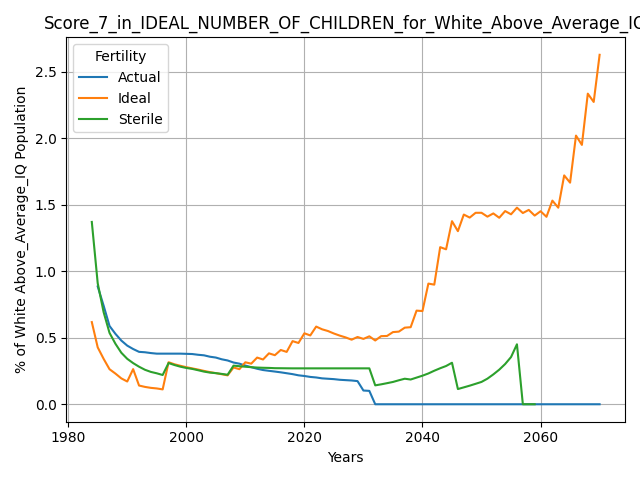 Score_7_in_IDEAL_NUMBER_OF_CHILDREN_for_White_Above_Average_IQ
Fertility
Actual
Ideal
Sterile
% of White Above_Average_IQ Population
2.5
2.0
1.5
1.0
0.5
0.0
1980 2000 2020 2040 2060
Years